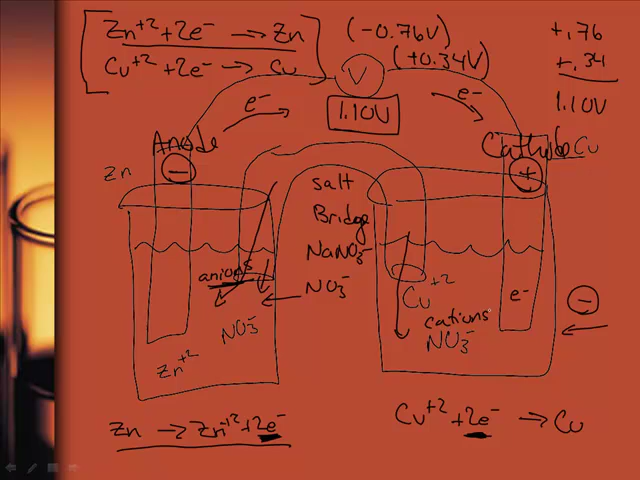 Zn⁺² + 2e⁻ → Zn (−0.76V)
Cu⁺² + 2e⁻ → Cu (+0.34V)
+.76
+.34
1.10V
V
1.10V
e⁻
e⁻
Anode
−
Zn
Cathode Cu
+
salt
Bridge
NaNO₃⁻
NO₃⁻
anions
NO₃⁻
Zn⁺²
Cu⁺²
cations
NO₃⁻
e⁻
−
Zn → Zn⁺² + 2e⁻
Cu⁺² + 2e⁻ → Cu